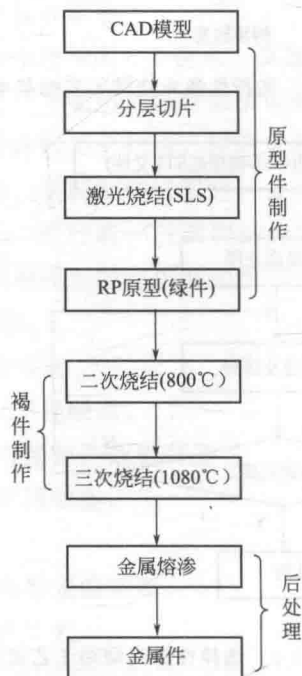 CAD模型
分层切片
激光烧结(SLS)
RP原型(绿件)
原型件制作
二次烧结(800℃)
三次烧结(1080℃)
褐件制作
金属熔渗
金属件
后处理